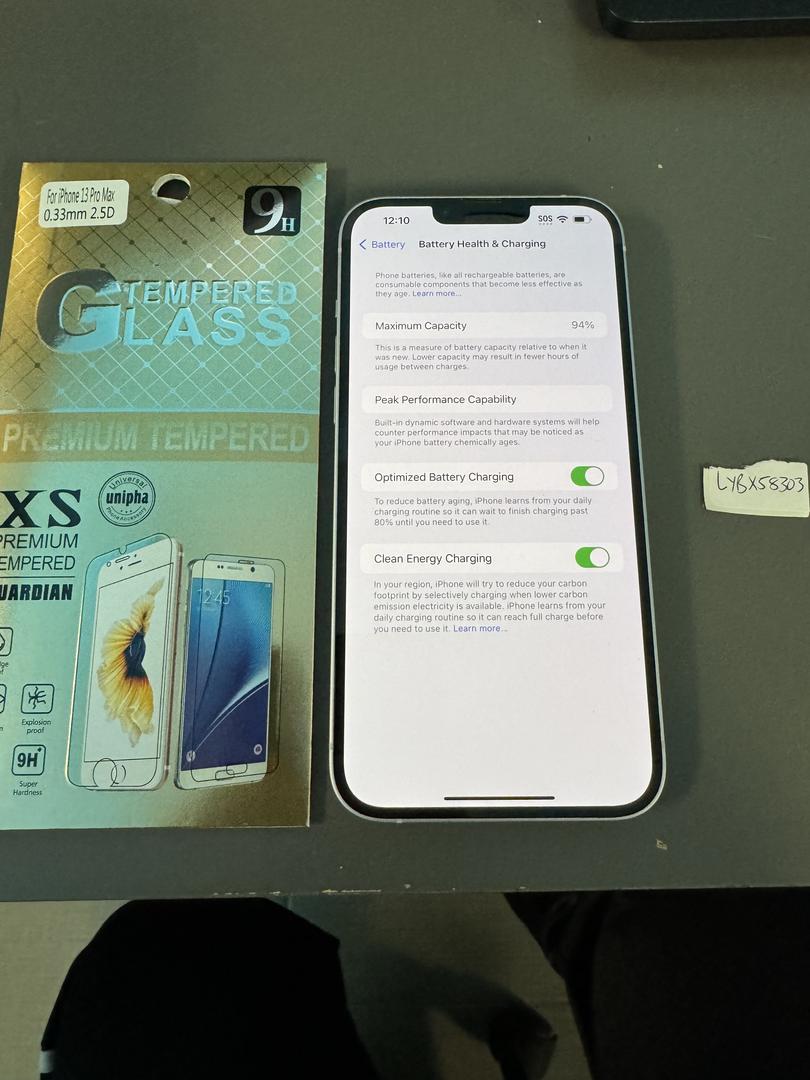 For iPhone 13 Pro Max
0.33mm 2.5D
9H
TEMPERED
GLASS
PREMIUM TEMPERED
XS
PREMIUM
TEMPERED
GUARDIAN
Universal
unipha
Phone Accessory
12:45
Explosion
proof
9H
Super
Hardness
12:10
SOS
Battery
Battery Health & Charging
Phone batteries, like all rechargeable batteries, are
consumable components that become less effective as
they age. Learn more...
Maximum Capacity 94%
This is a measure of battery capacity relative to when it
was new. Lower capacity may result in fewer hours of
usage between charges.
Peak Performance Capability
Built-in dynamic software and hardware systems will help
counter performance impacts that may be noticed as
your iPhone battery chemically ages.
Optimized Battery Charging
To reduce battery aging, iPhone learns from your daily
charging routine so it can wait to finish charging past
80% until you need to use it.
Clean Energy Charging
In your region, iPhone will try to reduce your carbon
footprint by selectively charging when lower carbon
emission electricity is available. iPhone learns from your
daily charging routine so it can reach full charge before
you need to use it. Learn more...
LYBX58303